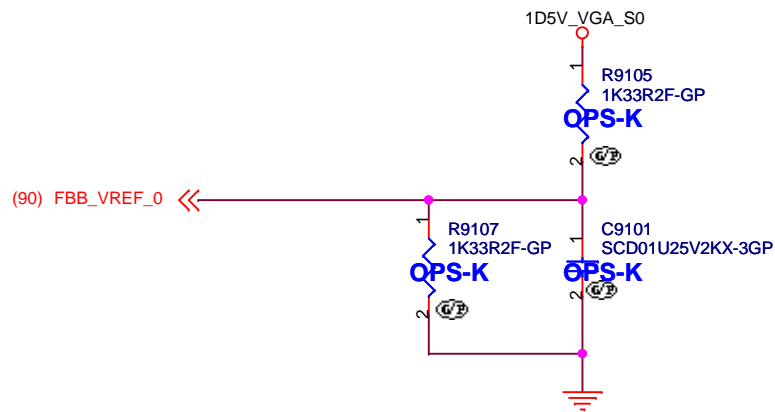 1D5V_VGA_S0
1
R9105
1K33R2F-GP
OPS-K
2
G/P
(90) FBB_VREF_0
1
R9107
1K33R2F-GP
OPS-K
2
G/P
1
C9101
SCD01U25V2KX-3GP
OPS-K
2
G/P